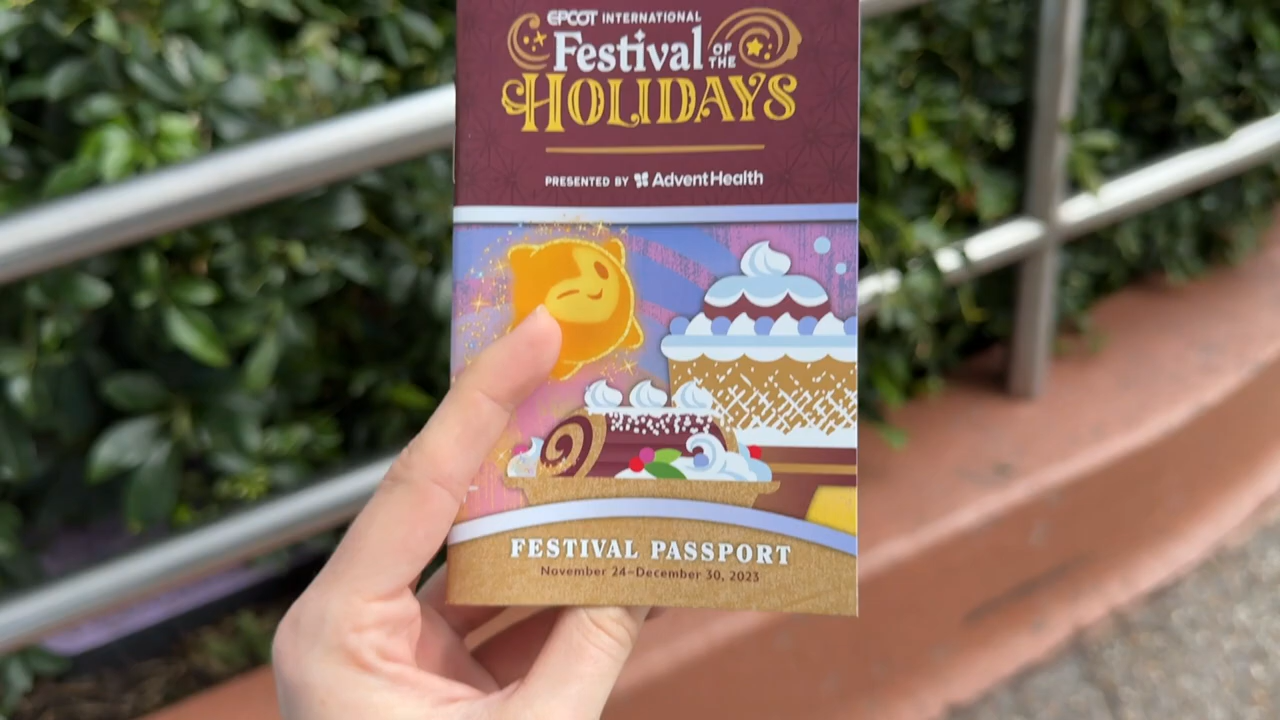 EPCOT INTERNATIONAL
Festival OF THE
HOLIDAYS
PRESENTED BY AdventHealth
FESTIVAL PASSPORT
November 24–December 30, 2023